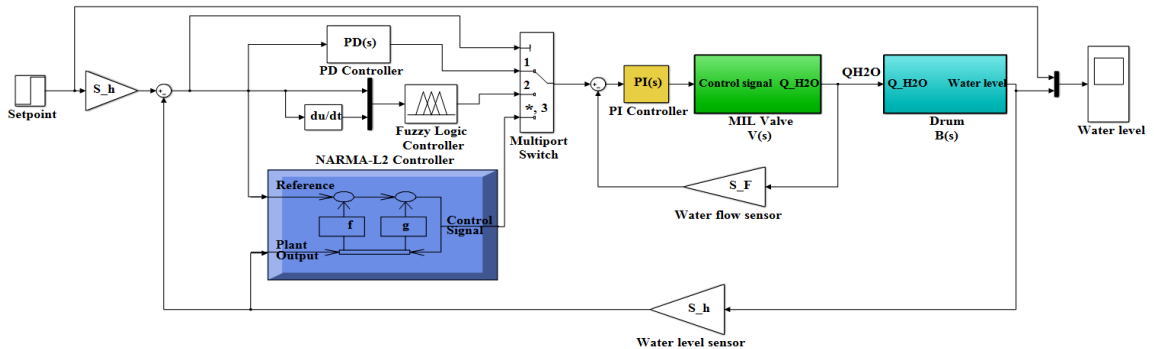 Setpoint
S_h
PD(s)
PD Controller
du/dt
Fuzzy Logic
Controller
NARMA-L2 Controller
Reference
f
g
Control
Signal
Plant
Output
1
2
*, 3
Multiport
Switch
PI(s)
PI Controller
Control signal
Q_H2O
MIL Valve
V(s)
QH2O
Q_H2O
Water level
Drum
B(s)
Water level
S_F
Water flow sensor
S_h
Water level sensor